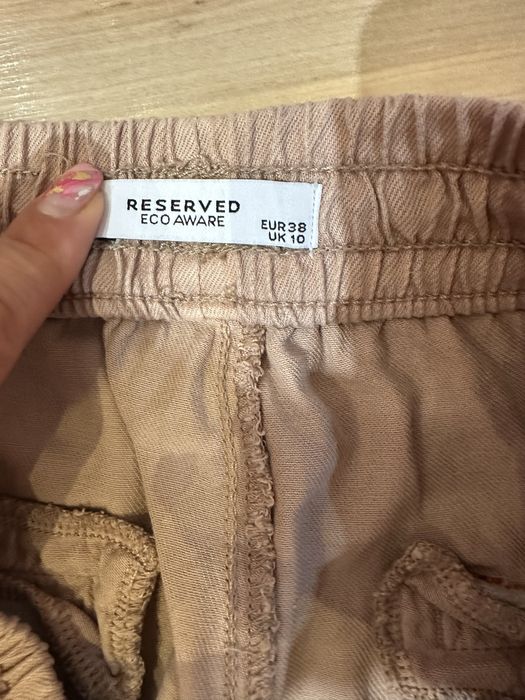 RESERVED
ECO AWARE
EUR 38
UK 10